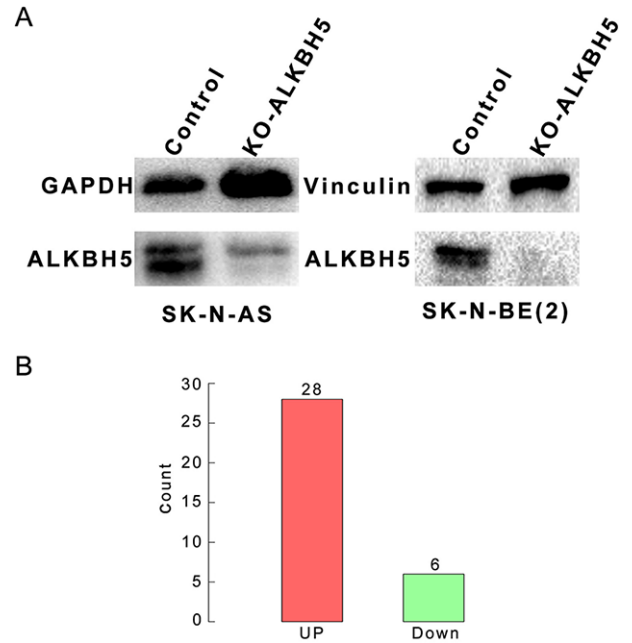 A
Control KO-ALKBH5 Control KO-ALKBH5
GAPDH Vinculin
ALKBH5 ALKBH5
SK-N-AS SK-N-BE(2)
B
30
25
20
15
10
5
0
count
28
6
UP Down